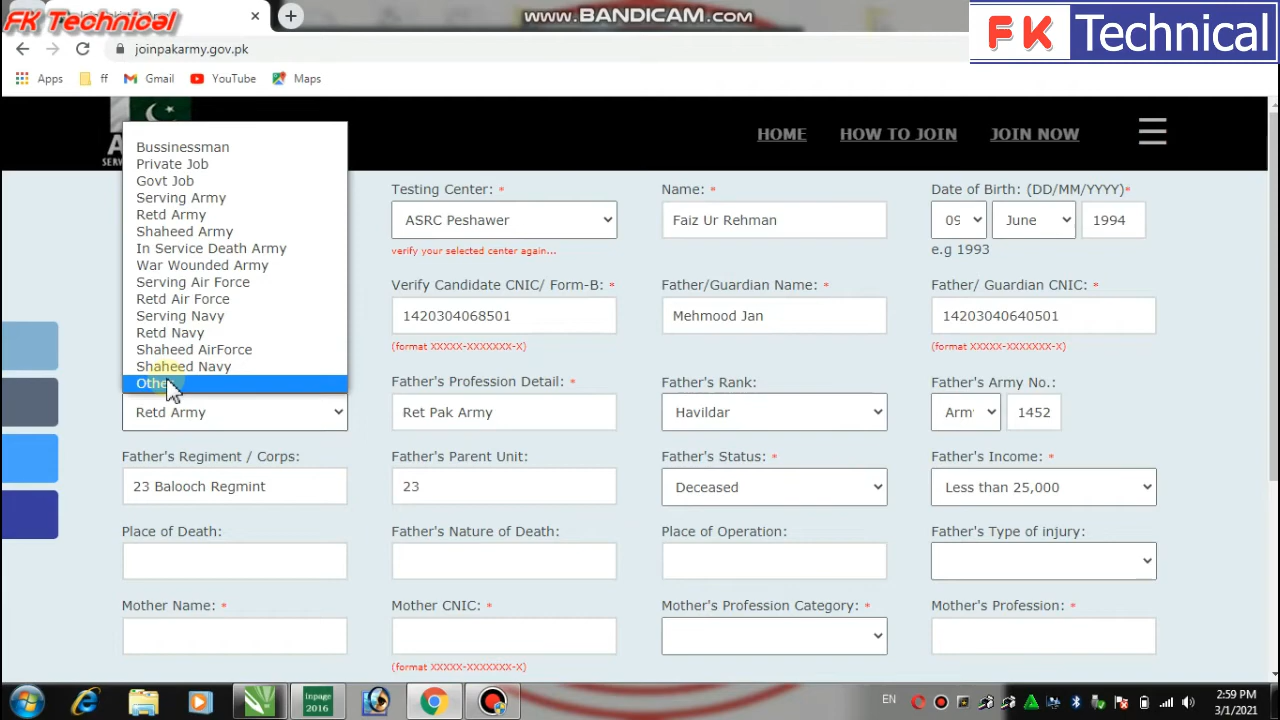 FK Technical
WWW.BANDICAM.COM
FK Technical
joinpakarmy.gov.pk
Apps
ff
Gmail
YouTube
Maps
HOME
HOW TO JOIN
JOIN NOW
Bussinessman
Private Job
Govt Job
Serving Army
Retd Army
Shaheed Army
In Service Death Army
War Wounded Army
Serving Air Force
Retd Air Force
Serving Navy
Retd Navy
Shaheed AirForce
Shaheed Navy
Other
Retd Army
Testing Center: *
Name: *
Date of Birth: (DD/MM/YYYY)*
ASRC Peshawer
Faiz Ur Rehman
09
June
1994
verify your selected center again...
e.g 1993
Verify Candidate CNIC/ Form-B: *
Father/Guardian Name: *
Father/ Guardian CNIC: *
1420304068501
Mehmood Jan
14203040640501
(format XXXXX-XXXXXXX-X)
(format XXXXX-XXXXXXX-X)
Father's Profession Detail: *
Father's Rank:
Father's Army No.:
Ret Pak Army
Havildar
Arm
1452
Father's Regiment / Corps:
Father's Parent Unit:
Father's Status: *
Father's Income: *
23 Balooch Regmint
23
Deceased
Less than 25,000
Place of Death:
Father's Nature of Death:
Place of Operation:
Father's Type of injury:
Mother Name: *
Mother CNIC: *
Mother's Profession Category: *
Mother's Profession: *
(format XXXXX-XXXXXXX-X)
Inpage
2016
EN
2:59 PM
3/1/2021